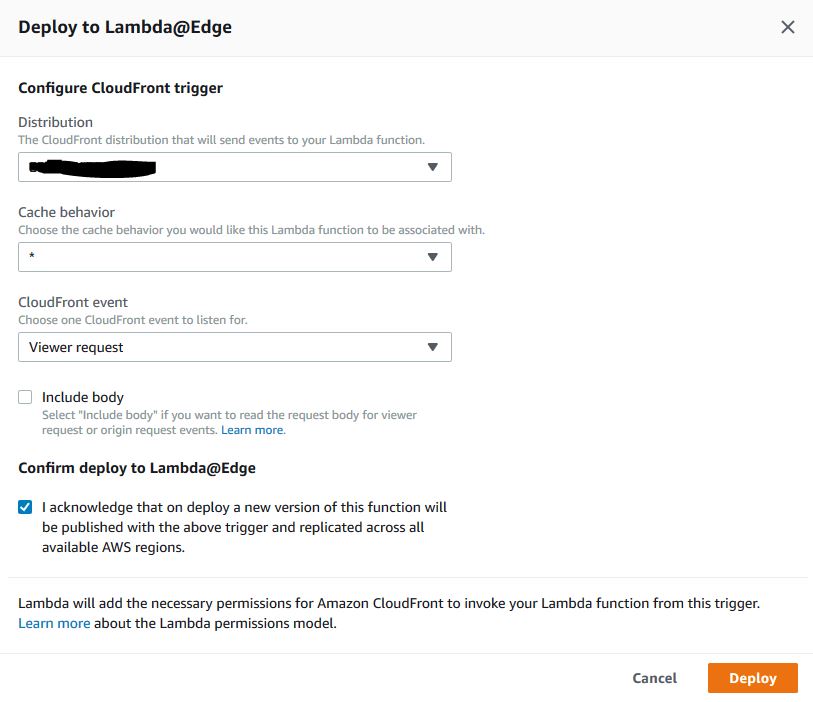 Deploy to Lambda@Edge
Configure CloudFront trigger
Distribution
The CloudFront distribution that will send events to your Lambda function.
Cache behavior
Choose the cache behavior you would like this Lambda function to be associated with.
*
CloudFront event
Choose one CloudFront event to listen for.
Viewer request
Include body
Select "Include body" if you want to read the request body for viewer
request or origin request events. Learn more.
Confirm deploy to Lambda@Edge
I acknowledge that on deploy a new version of this function will
be published with the above trigger and replicated across all
available AWS regions.
Lambda will add the necessary permissions for Amazon CloudFront to invoke your Lambda function from this trigger.
Learn more about the Lambda permissions model.
Cancel
Deploy